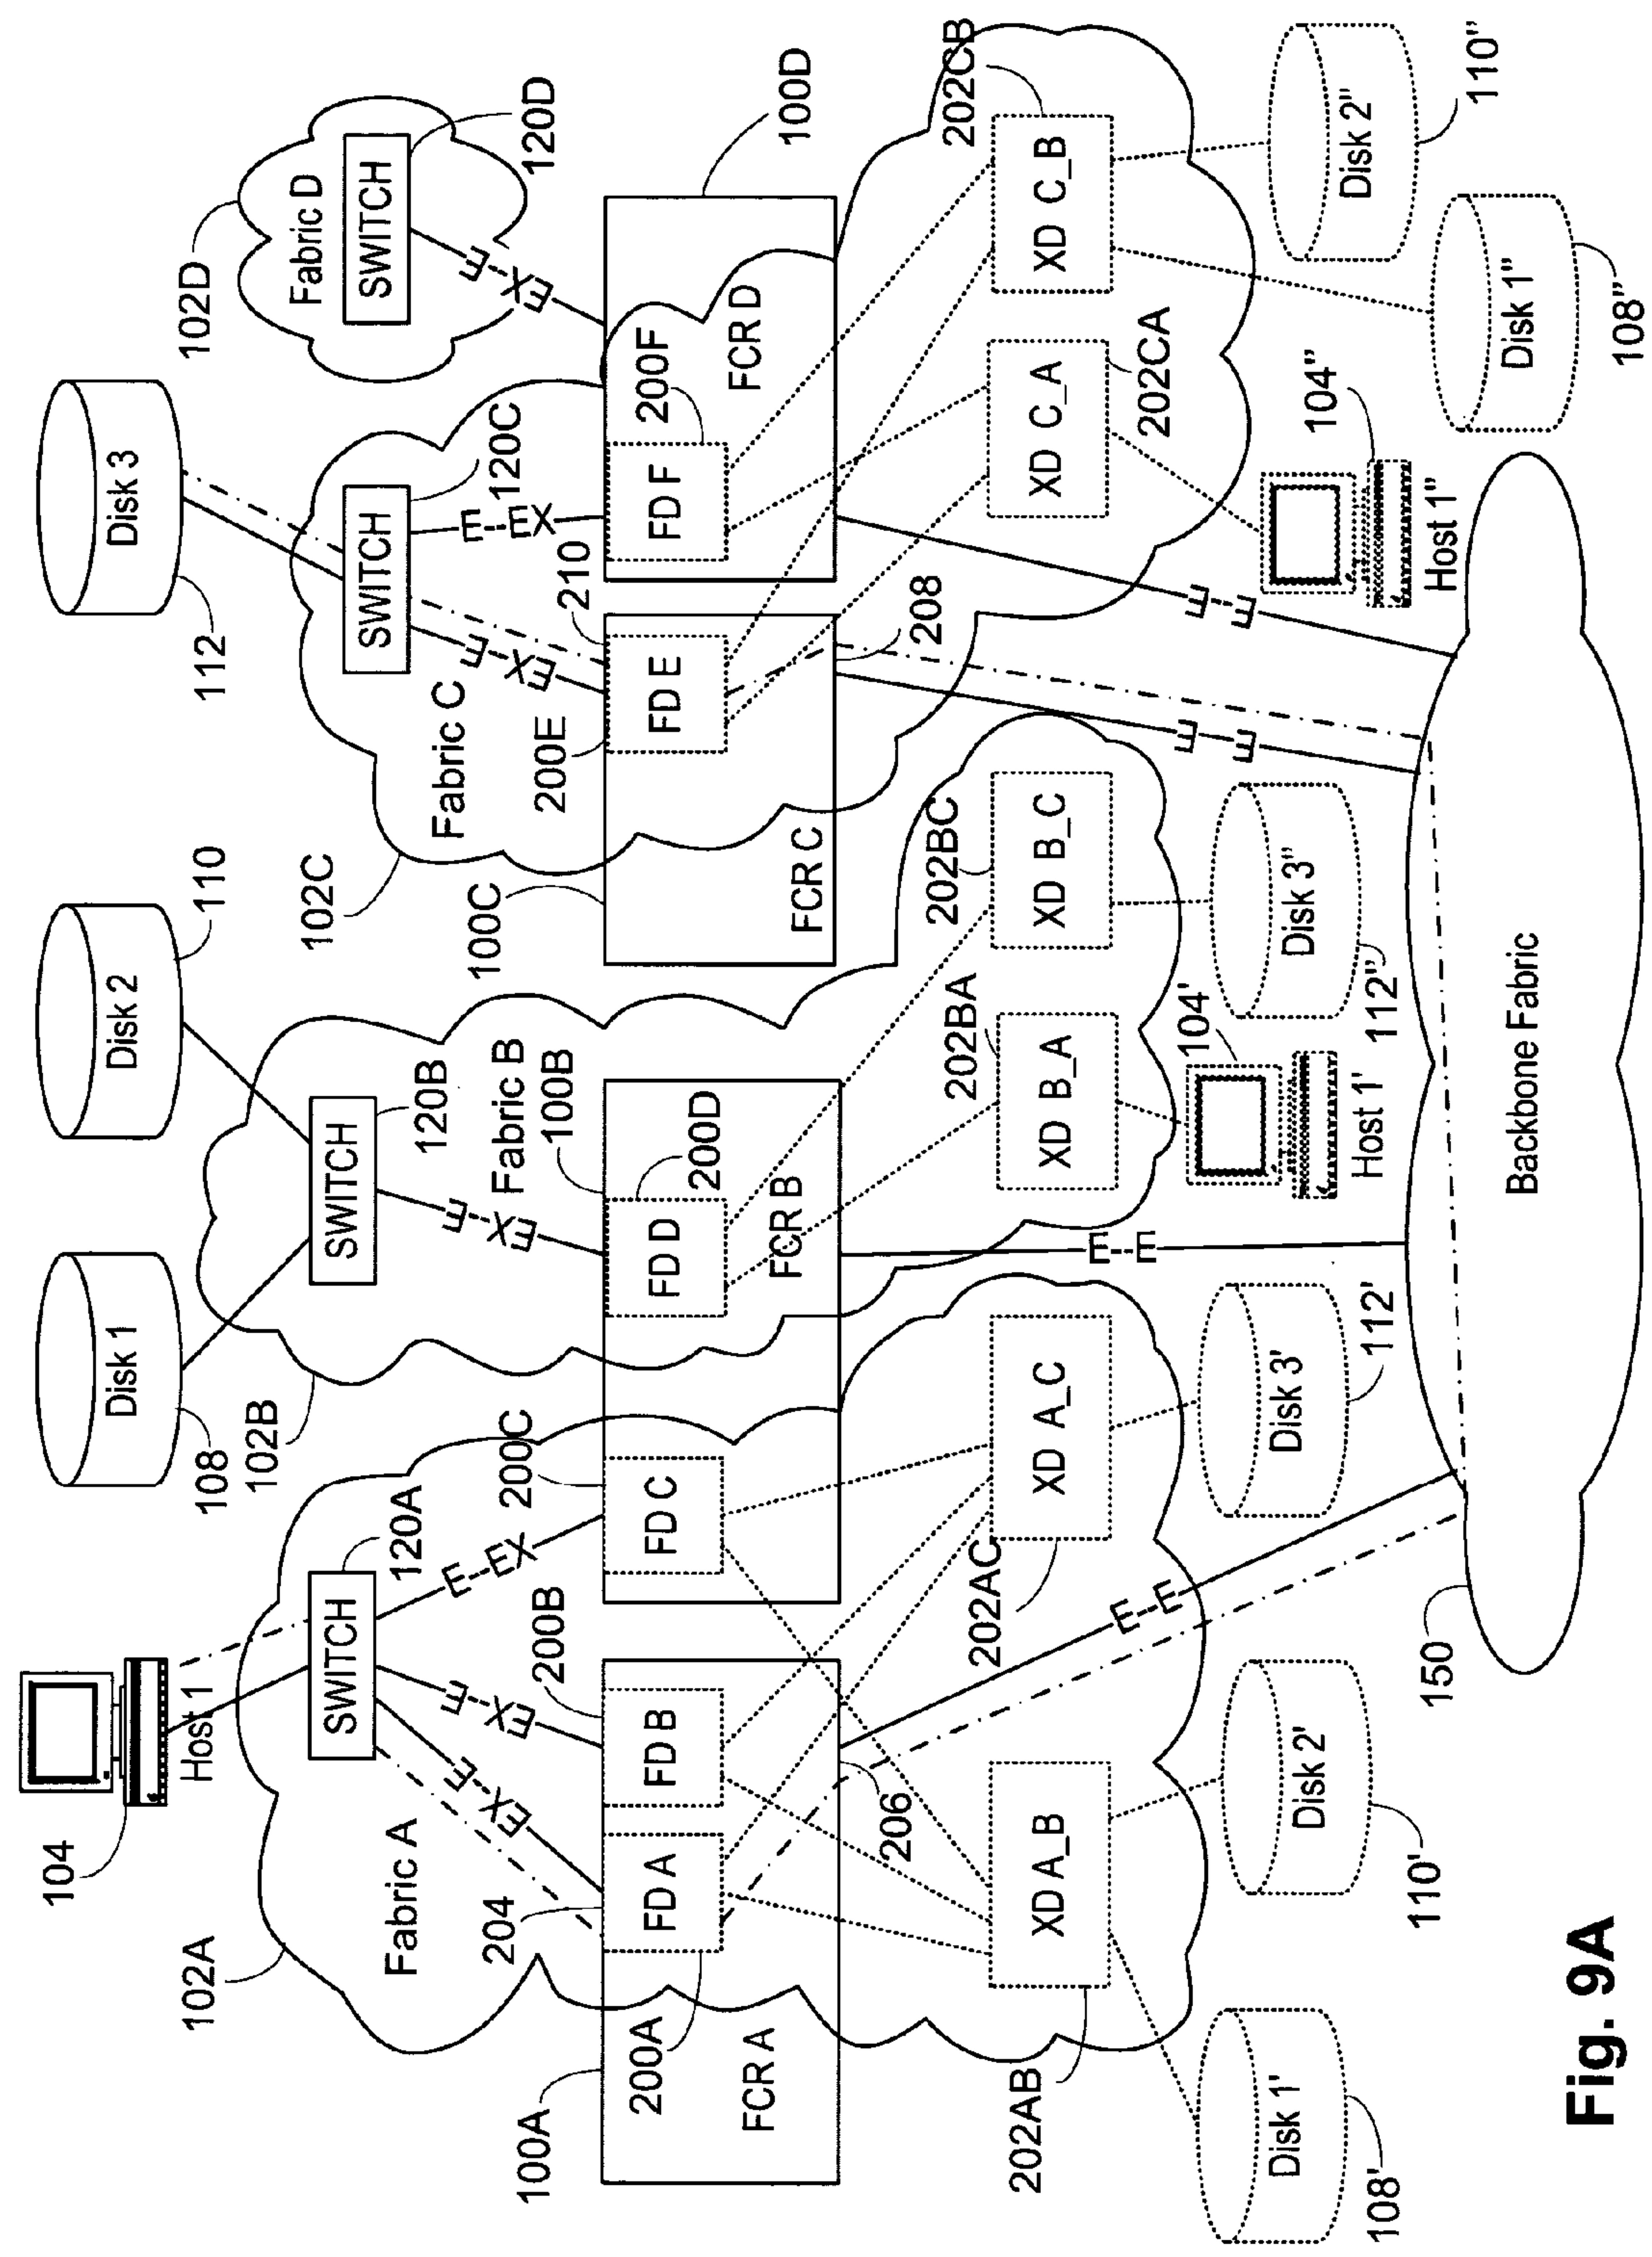 104
Host 1
108
Disk 1
Disk 2
110
112
Disk 3
102A
Fabric A
SWITCH
120A
102B
SWITCH
120B
Fabric B
102C
Fabric C
SWITCH
120C
102D
Fabric D
SWITCH
120D
E--EX
E--EX
E--EX
E--EX
E--EX
E--EX
E--EX
100A
200A
204
FD A
200B
FD B
FCR A
206
200C
FD C
100B
FD D
200D
FCR B
100C
200E
FD E
210
FCR C
208
FD F
200F
FCR D
100D
202AB
XD A_B
202AC
XD A_C
202BA
XD B_A
202BC
XD B_C
XD C_A
202CA
202CB
XD C_B
E--E
E--E
E--E
E--E
108'
Disk 1'
110'
Disk 2'
Disk 3'
112'
104'
Host 1'
Disk 3"
112"
104"
Host 1"
Disk 1"
108"
Disk 2"
110"
150
Backbone Fabric
Fig. 9A